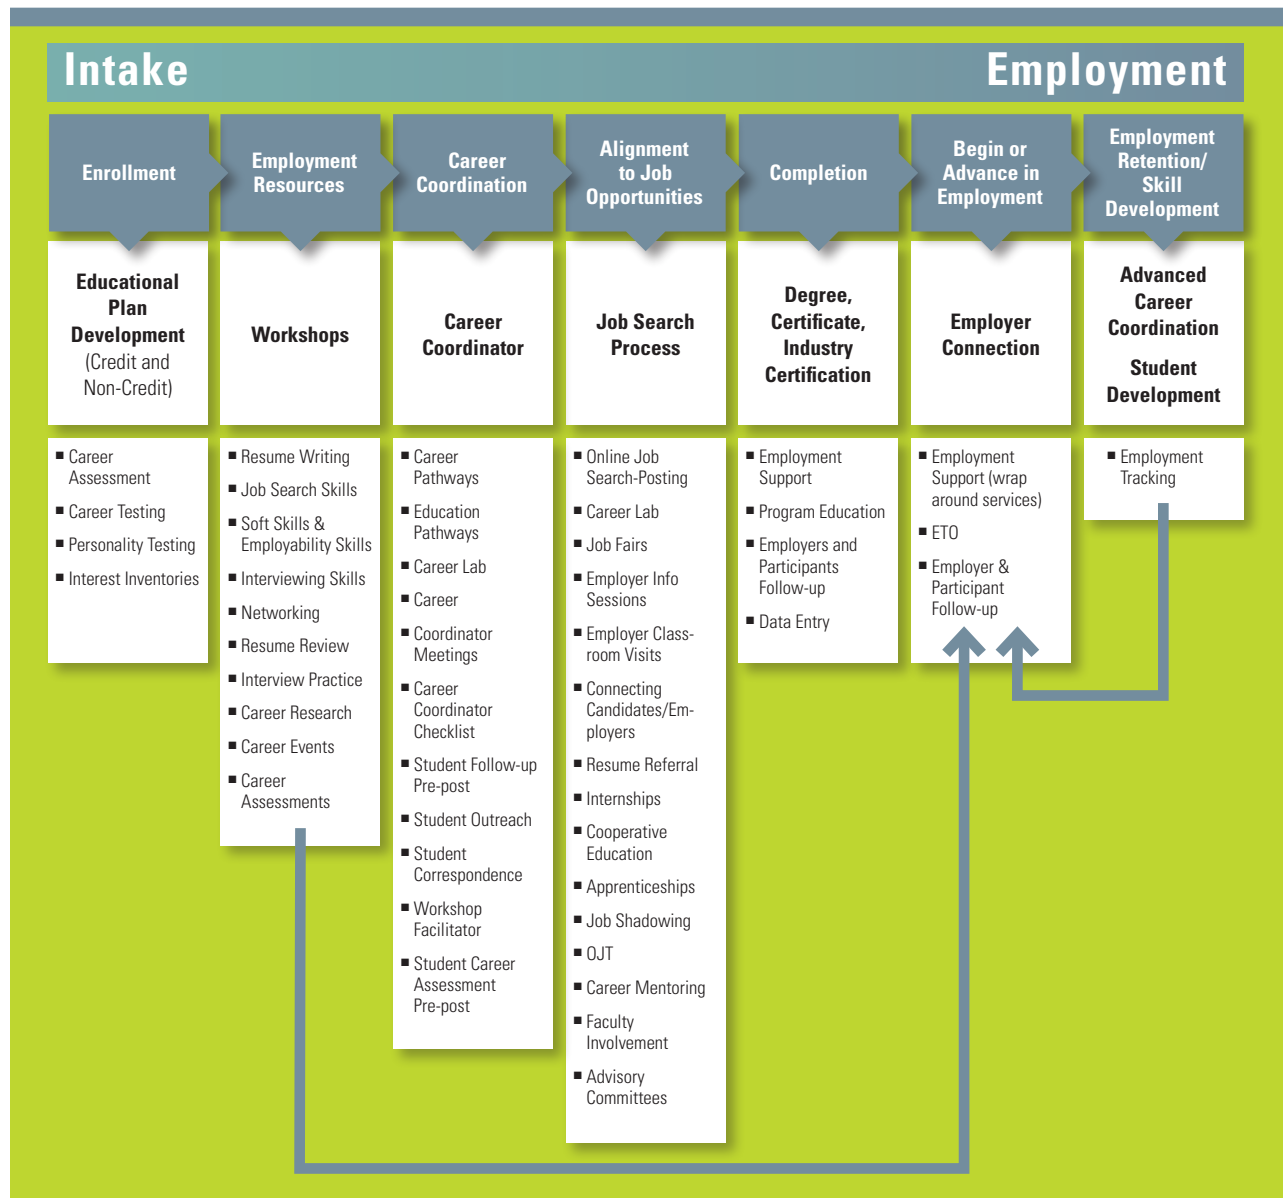 Intake
Employment
Enrollment
Employment
Resources
Career
Coordination
Alignment
to Job
Opportunities
Completion
Begin or
Advance in
Employment
Employment
Retention/
Skill
Development
Educational
Plan
Development
(Credit and
Non-Credit)
Workshops
Career
Coordinator
Job Search
Process
Degree,
Certificate,
Industry
Certification
Employer
Connection
Advanced
Career
Coordination
Student
Development
■ Career
Assessment
■ Career Testing
■ Personality Testing
■ Interest Inventories
■ Resume Writing
■ Job Search Skills
■ Soft Skills &
Employability Skills
■ Interviewing Skills
■ Networking
■ Resume Review
■ Interview Practice
■ Career Research
■ Career Events
■ Career
Assessments
■ Career
Pathways
■ Education
Pathways
■ Career Lab
■ Career
■ Coordinator
Meetings
■ Career
Coordinator
Checklist
■ Student Follow-up
Pre-post
■ Student Outreach
■ Student
Correspondence
■ Workshop
Facilitator
■ Student Career
Assessment
Pre-post
■ Online Job
Search-Posting
■ Career Lab
■ Job Fairs
■ Employer Info
Sessions
■ Employer Class-
room Visits
■ Connecting
Candidates/Em-
ployers
■ Resume Referral
■ Internships
■ Cooperative
Education
■ Apprenticeships
■ Job Shadowing
■ OJT
■ Career Mentoring
■ Faculty
Involvement
■ Advisory
Committees
■ Employment
Support
■ Program Education
■ Employers and
Participants
Follow-up
■ Data Entry
■ Employment
Support (wrap
around services)
■ ETO
■ Employer &
Participant
Follow-up
■ Employment
Tracking